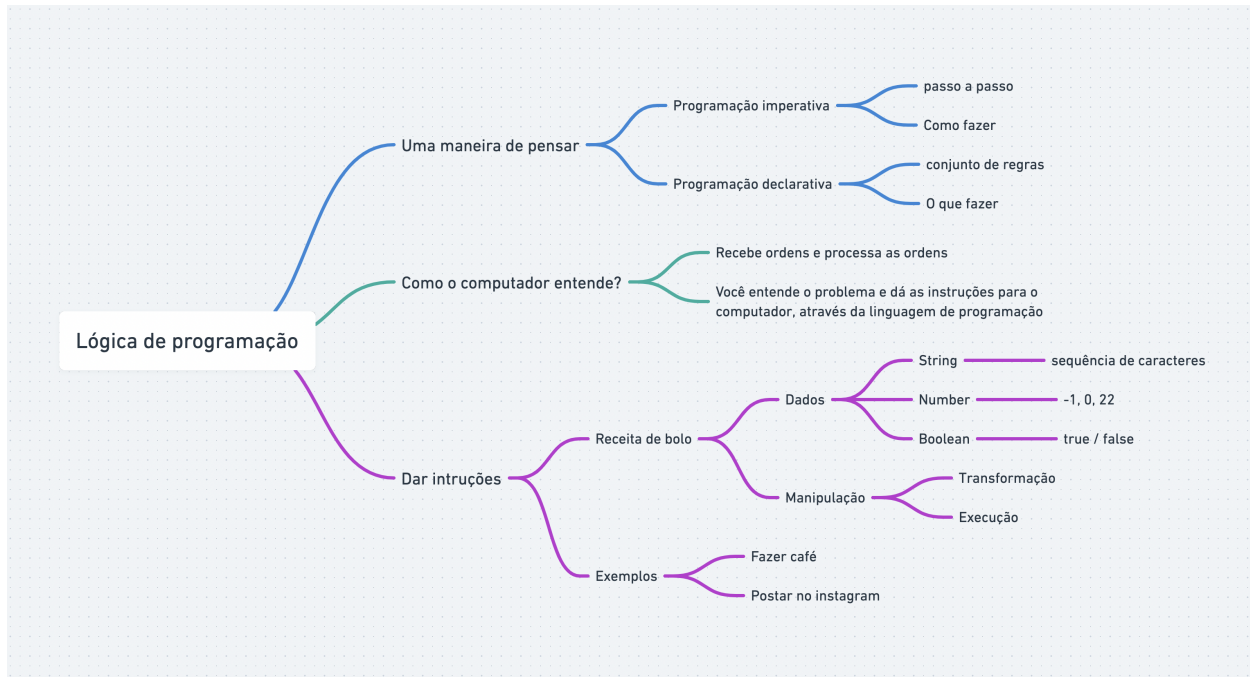 Lógica de programação
Uma maneira de pensar
Programação imperativa
passo a passo
Como fazer
Programação declarativa
conjunto de regras
O que fazer
Como o computador entende?
Recebe ordens e processa as ordens
Você entende o problema e dá as instruções para o
computador, através da linguagem de programação
Dar intruções
Receita de bolo
Dados
String
sequência de caracteres
Number
-1, 0, 22
Boolean
true / false
Manipulação
Transformação
Execução
Exemplos
Fazer café
Postar no instagram